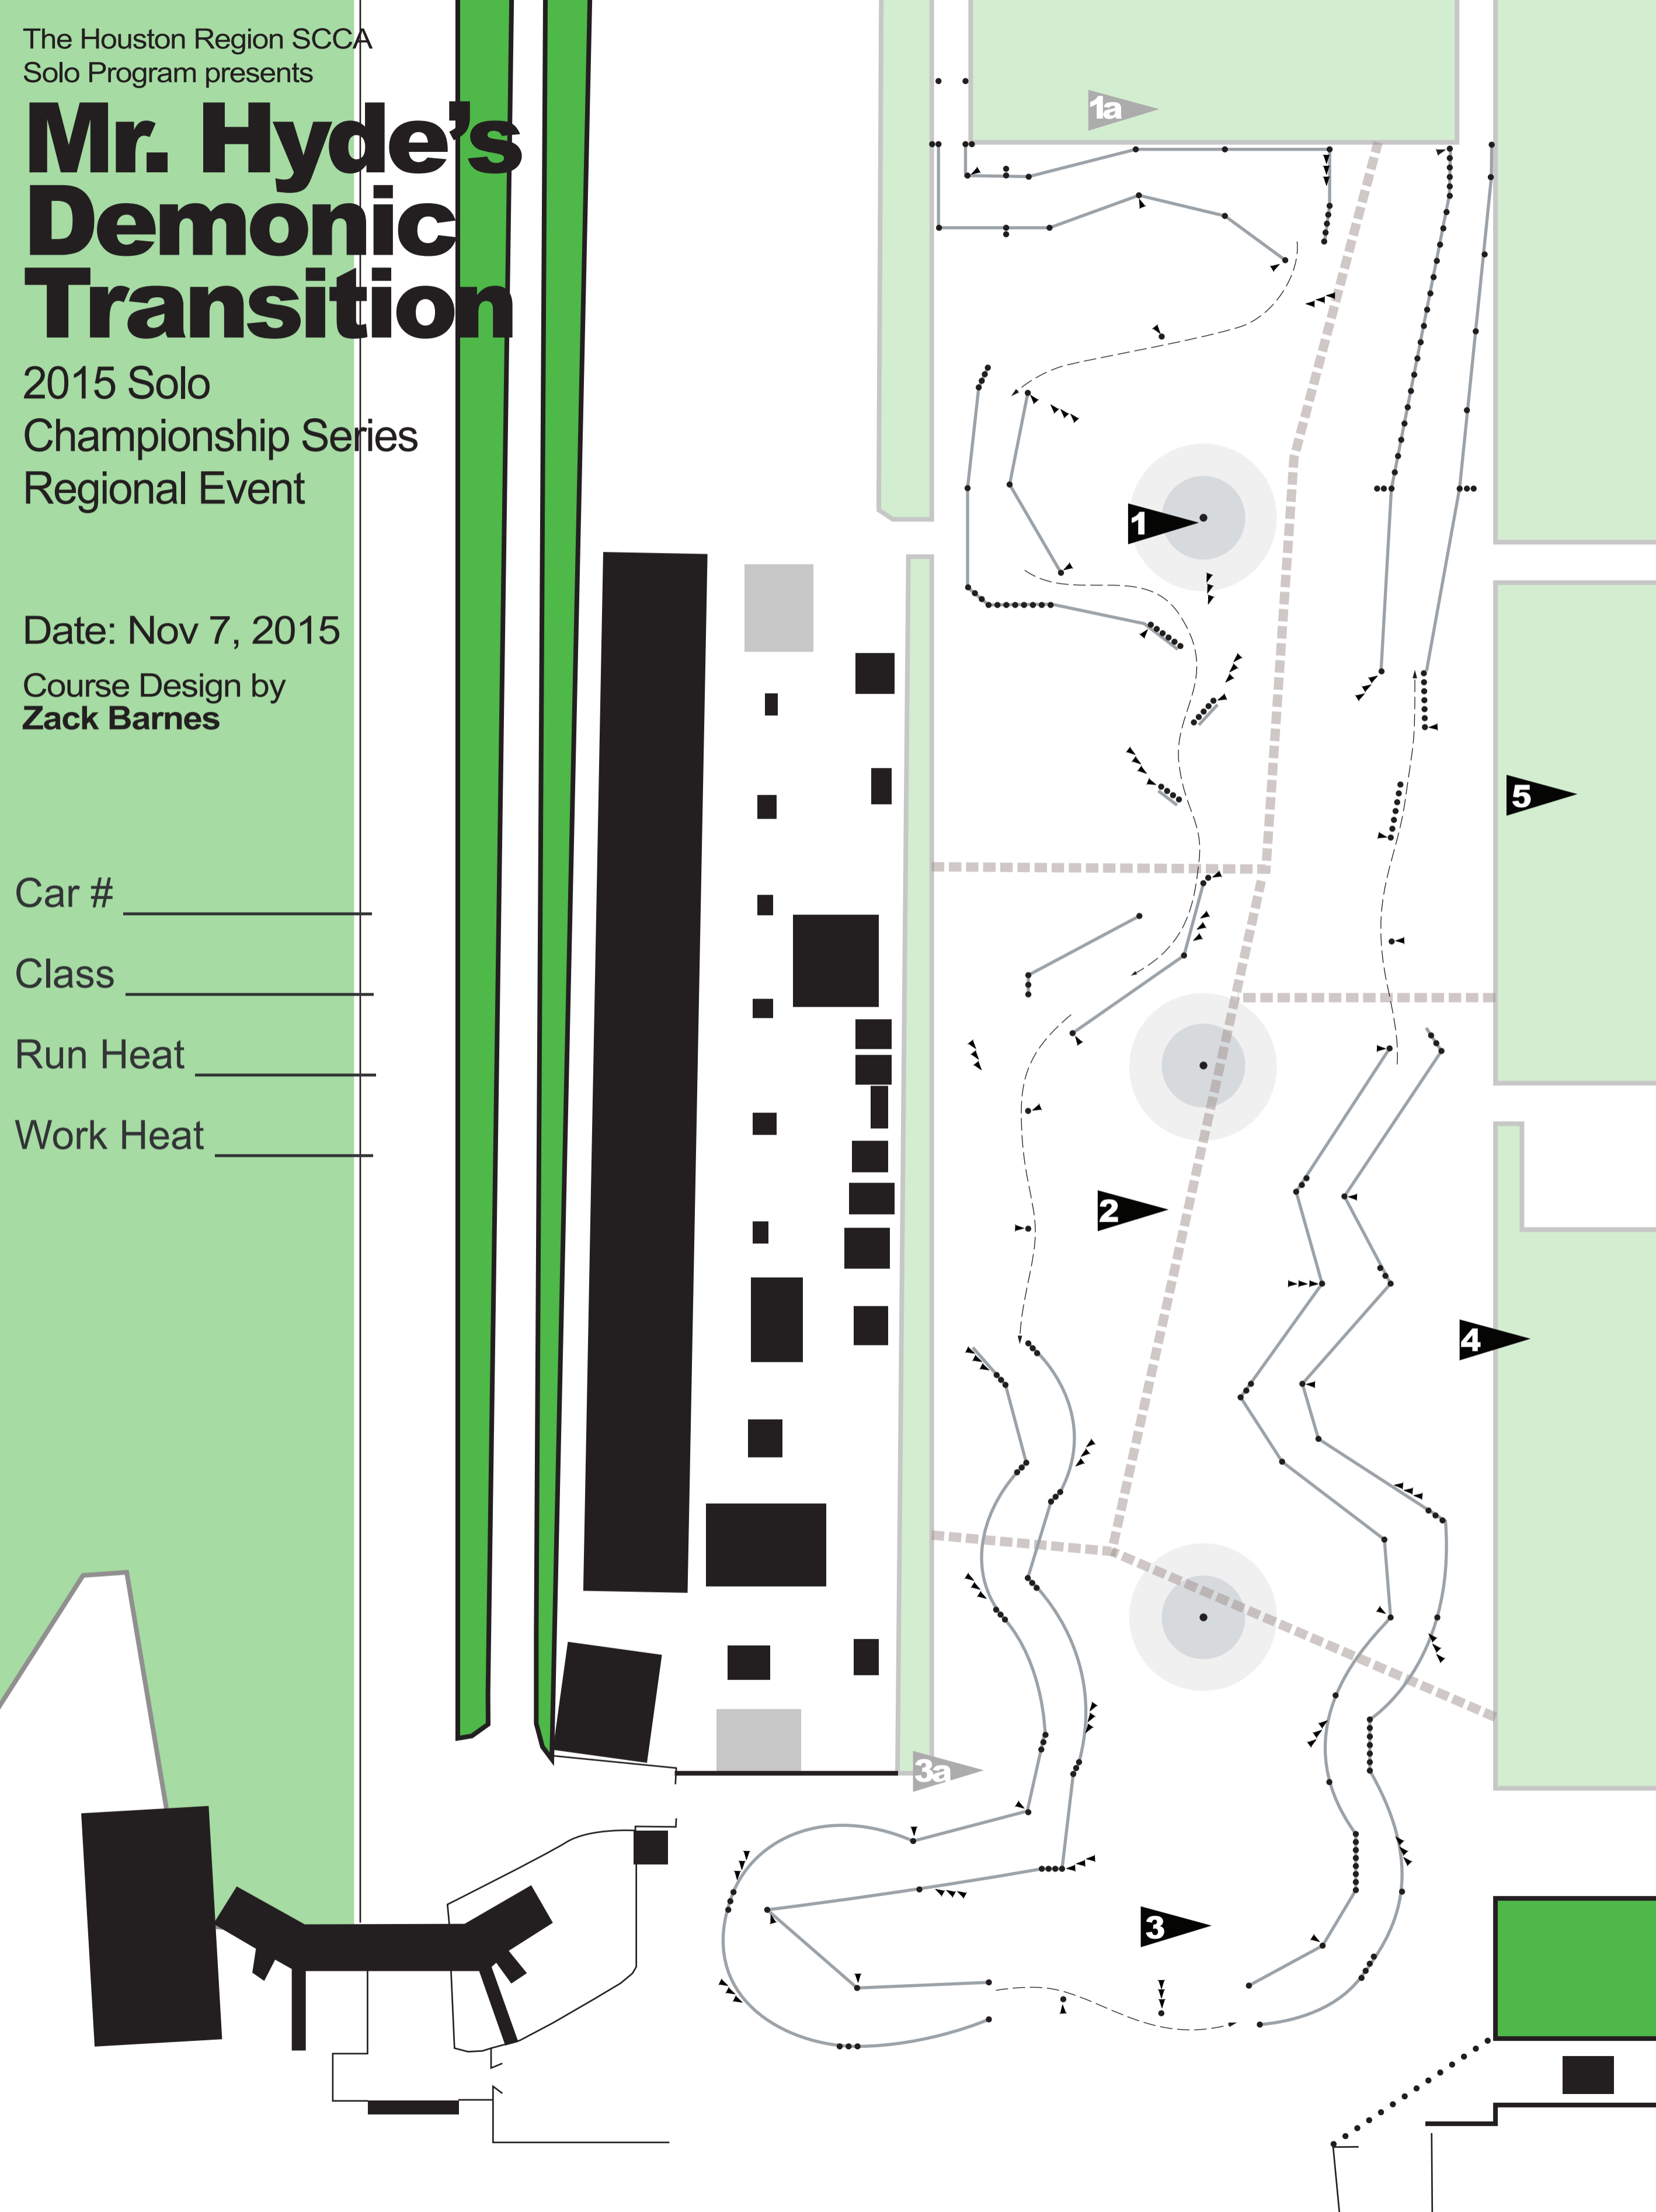 The Houston Region SCCA
Solo Program presents
Mr. Hyde's
Demonic
Transition
2015 Solo
Championship Series
Regional Event
Date: Nov 7, 2015
Course Design by
Zack Barnes
Car #
Class
Run Heat
Work Heat
1a
1
5
2
4
3a
3